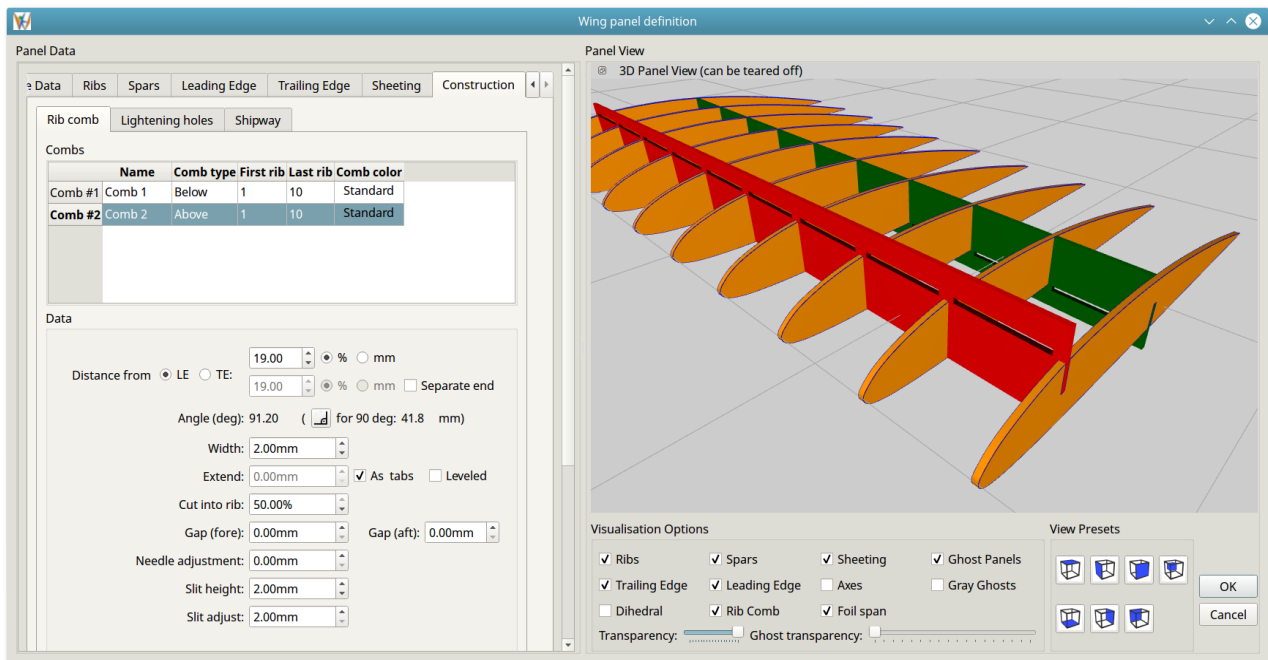 Wing panel definition
Panel Data
e Data Ribs Spars Leading Edge Trailing Edge Sheeting Construction
Rib comb Lightening holes Shipway
Combs
Name Comb type First rib Last rib Comb color
Comb #1 Comb 1 Below 1 10 Standard
Comb #2 Comb 2 Above 1 10 Standard
Data
19.00 % mm
Distance from LE TE:
19.00 % mm Separate end
Angle (deg): 91.20 ( for 90 deg: 41.8 mm)
Width: 2.00mm
Extend: 0.00mm As tabs Leveled
Cut into rib: 50.00%
Gap (fore): 0.00mm Gap (aft): 0.00mm
Needle adjustment: 0.00mm
Slit height: 2.00mm
Slit adjust: 2.00mm
Panel View
3D Panel View (can be teared off)
Visualisation Options
Ribs Spars Sheeting Ghost Panels
Trailing Edge Leading Edge Axes Gray Ghosts
Dihedral Rib Comb Foil span
Transparency: Ghost transparency:
View Presets
OK
Cancel